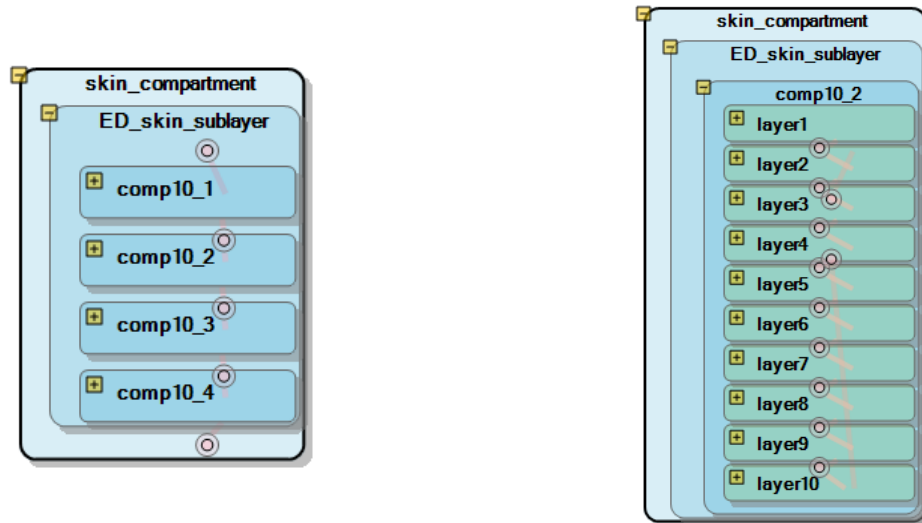 skin_compartment
ED_skin_sublayer
comp10_1
comp10_2
comp10_3
comp10_4
skin_compartment
ED_skin_sublayer
comp10_2
layer1
layer2
layer3
layer4
layer5
layer6
layer7
layer8
layer9
layer10